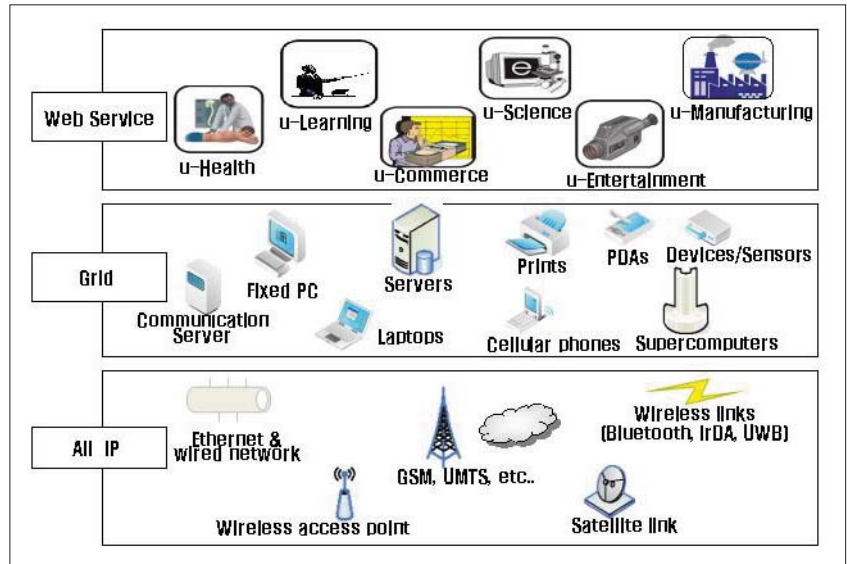 Web Service
u-Health
u-Learning
u-Commerce
u-Science
u-Entertainment
u-Manufacturing
Grid
Communication
Server
Fixed PC
Laptops
Servers
Prints
Cellular phones
PDAs
Devices/Sensors
Supercomputers
All IP
Ethernet &
wired network
Wireless access point
GSM, UMTS, etc..
Wireless links
(Bluetooth, IrDA, UWB)
Satellite link